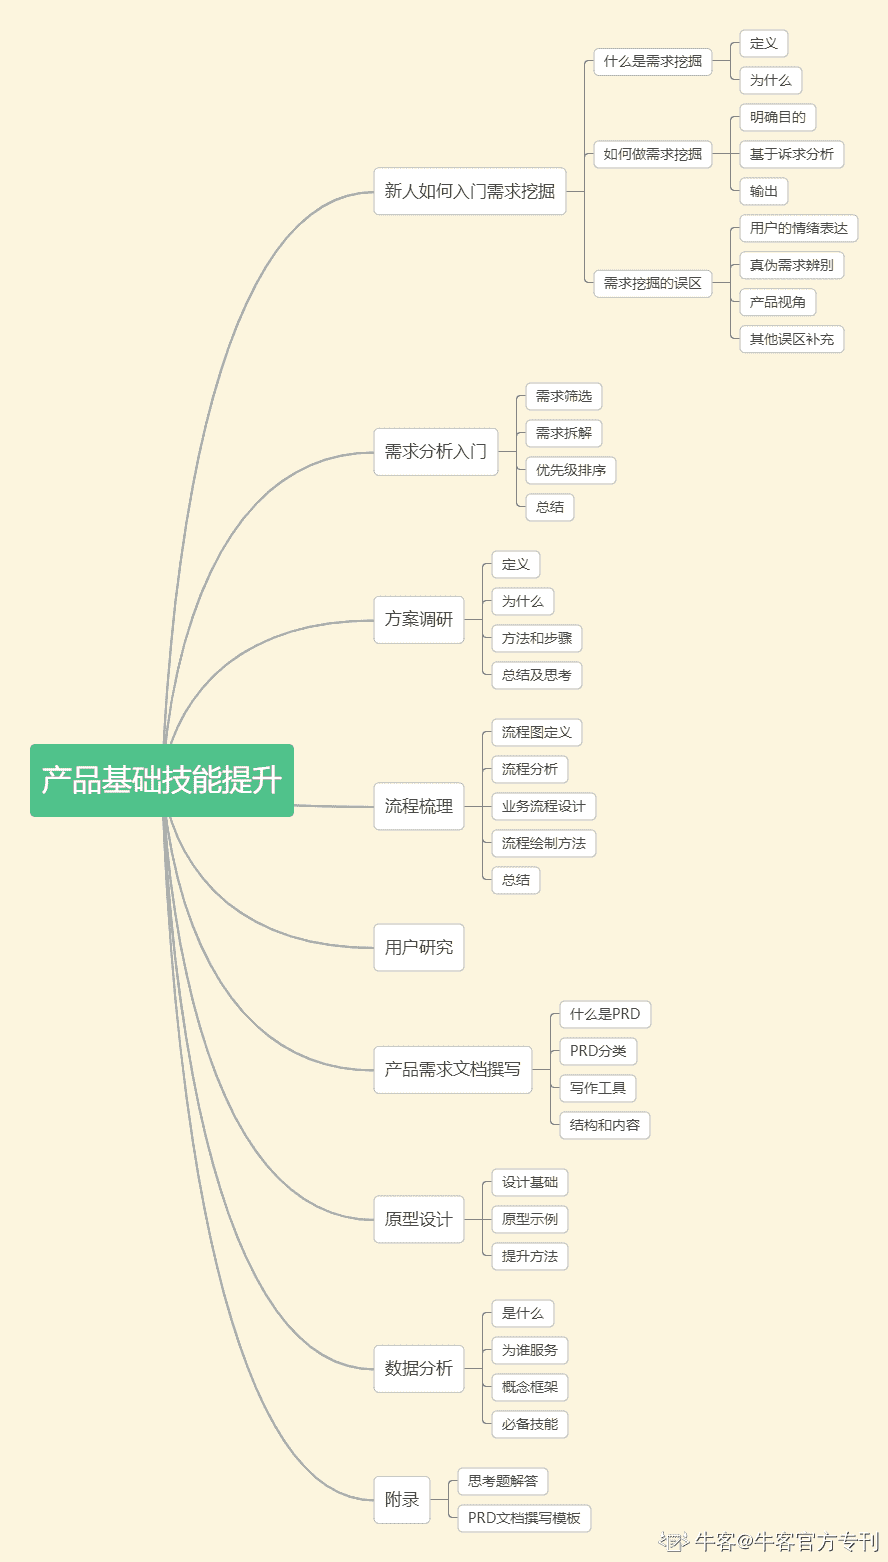 产品基础技能提升
新人如何入门需求挖掘
什么是需求挖掘
定义
为什么
如何做需求挖掘
明确目的
基于诉求分析
输出
需求挖掘的误区
用户的情绪表达
真伪需求辨别
产品视角
其他误区补充
需求分析入门
需求筛选
需求拆解
优先级排序
总结
方案调研
定义
为什么
方法和步骤
总结及思考
流程梳理
流程图定义
流程分析
业务流程设计
流程绘制方法
总结
用户研究
产品需求文档撰写
什么是PRD
PRD分类
写作工具
结构和内容
原型设计
设计基础
原型示例
提升方法
数据分析
是什么
为谁服务
概念框架
必备技能
附录
思考题解答
PRD文档撰写模板
牛客@牛客官方专刊